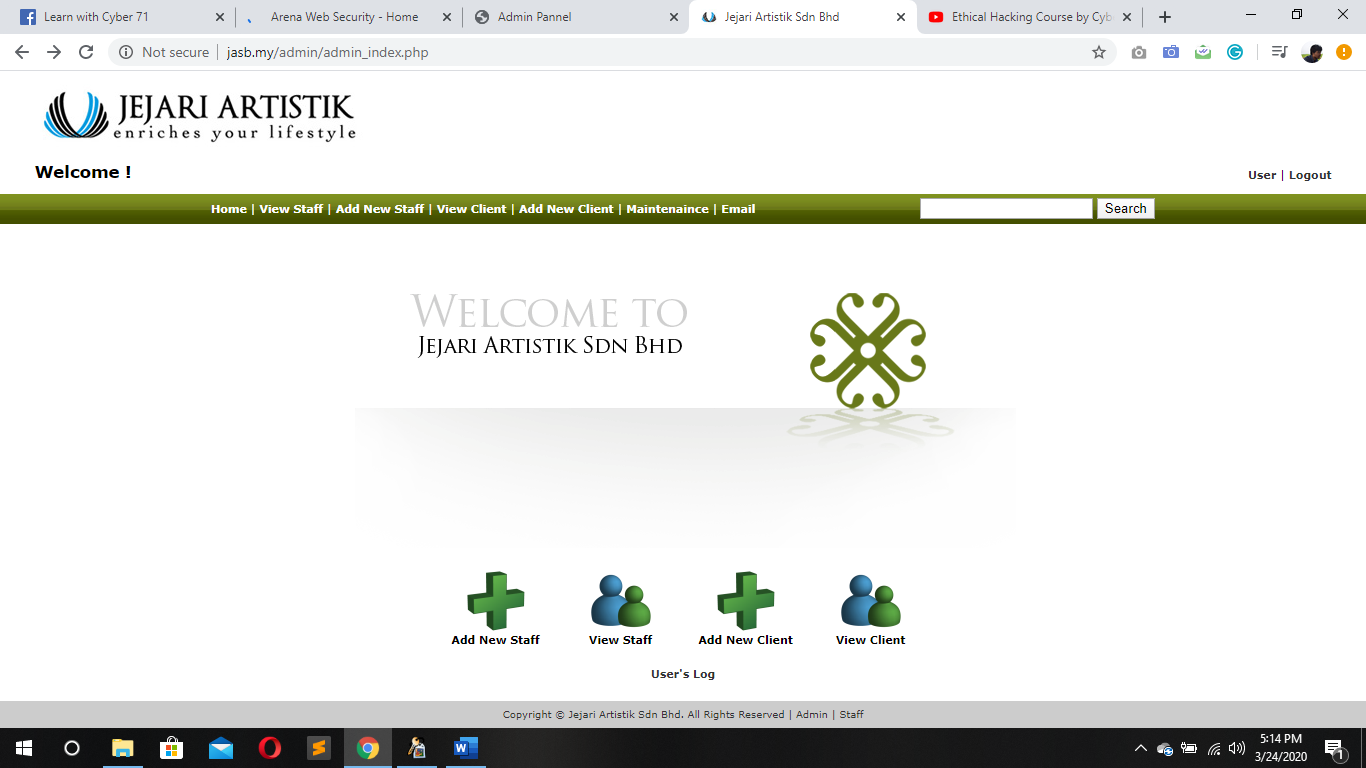 Learn with Cyber 71
Arena Web Security - Home
Admin Pannel
Jejari Artistik Sdn Bhd
Ethical Hacking Course by Cyb
Not secure
jasb.my/admin/admin_index.php
JEJARI ARTISTIK
enriches your lifestyle
Welcome !
User | Logout
Home | View Staff | Add New Staff | View Client | Add New Client | Maintenaince | Email
Search
WELCOME TO
JEJARI ARTISTIK SDN BHD
Add New Staff
View Staff
Add New Client
View Client
User's Log
Copyright © Jejari Artistik Sdn Bhd. All Rights Reserved | Admin | Staff
5:14 PM
3/24/2020
1